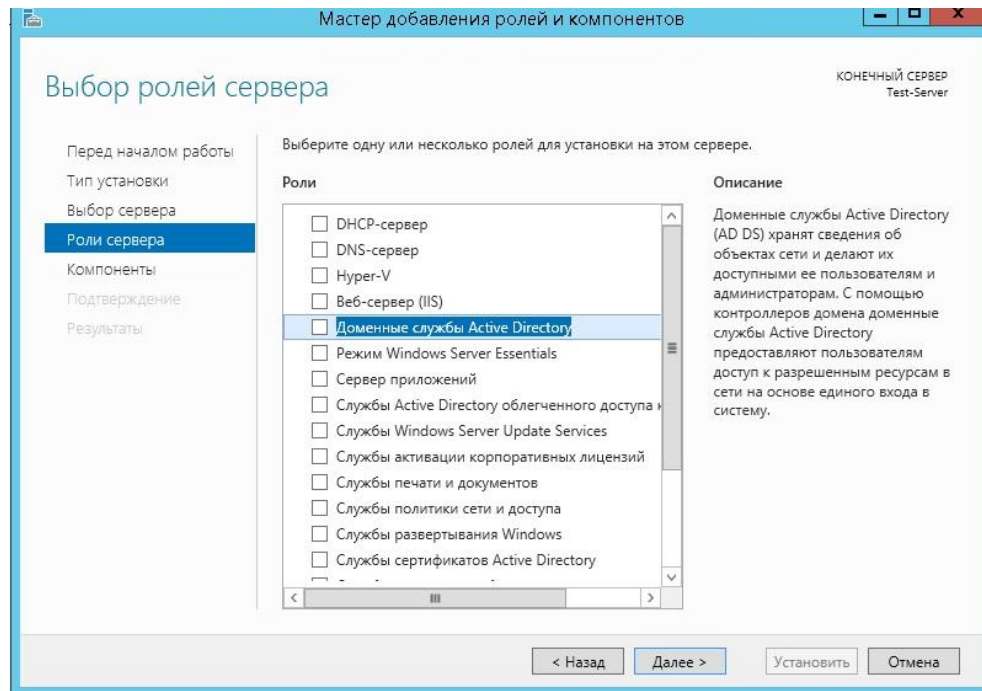 Мастер добавления ролей и компонентов
Выбор ролей сервера
КОНЕЧНЫЙ СЕРВЕР
Test-Server
Перед началом работы
Тип установки
Выбор сервера
Роли сервера
Компоненты
Подтверждение
Результаты
Выберите одну или несколько ролей для установки на этом сервере.
Роли
DHCP-сервер
DNS-сервер
Hyper-V
Веб-сервер (IIS)
Доменные службы Active Directory
Режим Windows Server Essentials
Сервер приложений
Службы Active Directory облегченного доступа к
Службы Windows Server Update Services
Службы активации корпоративных лицензий
Службы печати и документов
Службы политики сети и доступа
Службы развертывания Windows
Службы сертификатов Active Directory
Описание
Доменные службы Active Directory
(AD DS) хранят сведения об
объектах сети и делают их
доступными ее пользователям и
администраторам. С помощью
контроллеров домена доменные
службы Active Directory
предоставляют пользователям
доступ к разрешенным ресурсам в
сети на основе единого входа в
систему.
< Назад
Далее >
Установить
Отмена